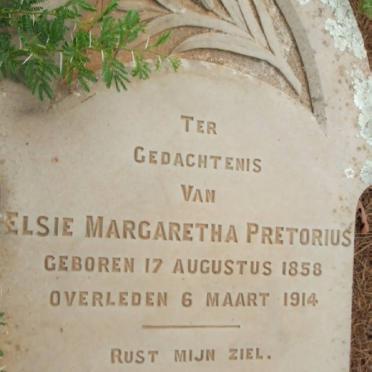 TER
GEDACHTENIS
VAN
ELSIE MARGARETHA PRETORIUS
GEBOREN 17 AUGUSTUS 1858
OVERLEDEN 6 MAART 1914
RUST MIJN ZIEL.